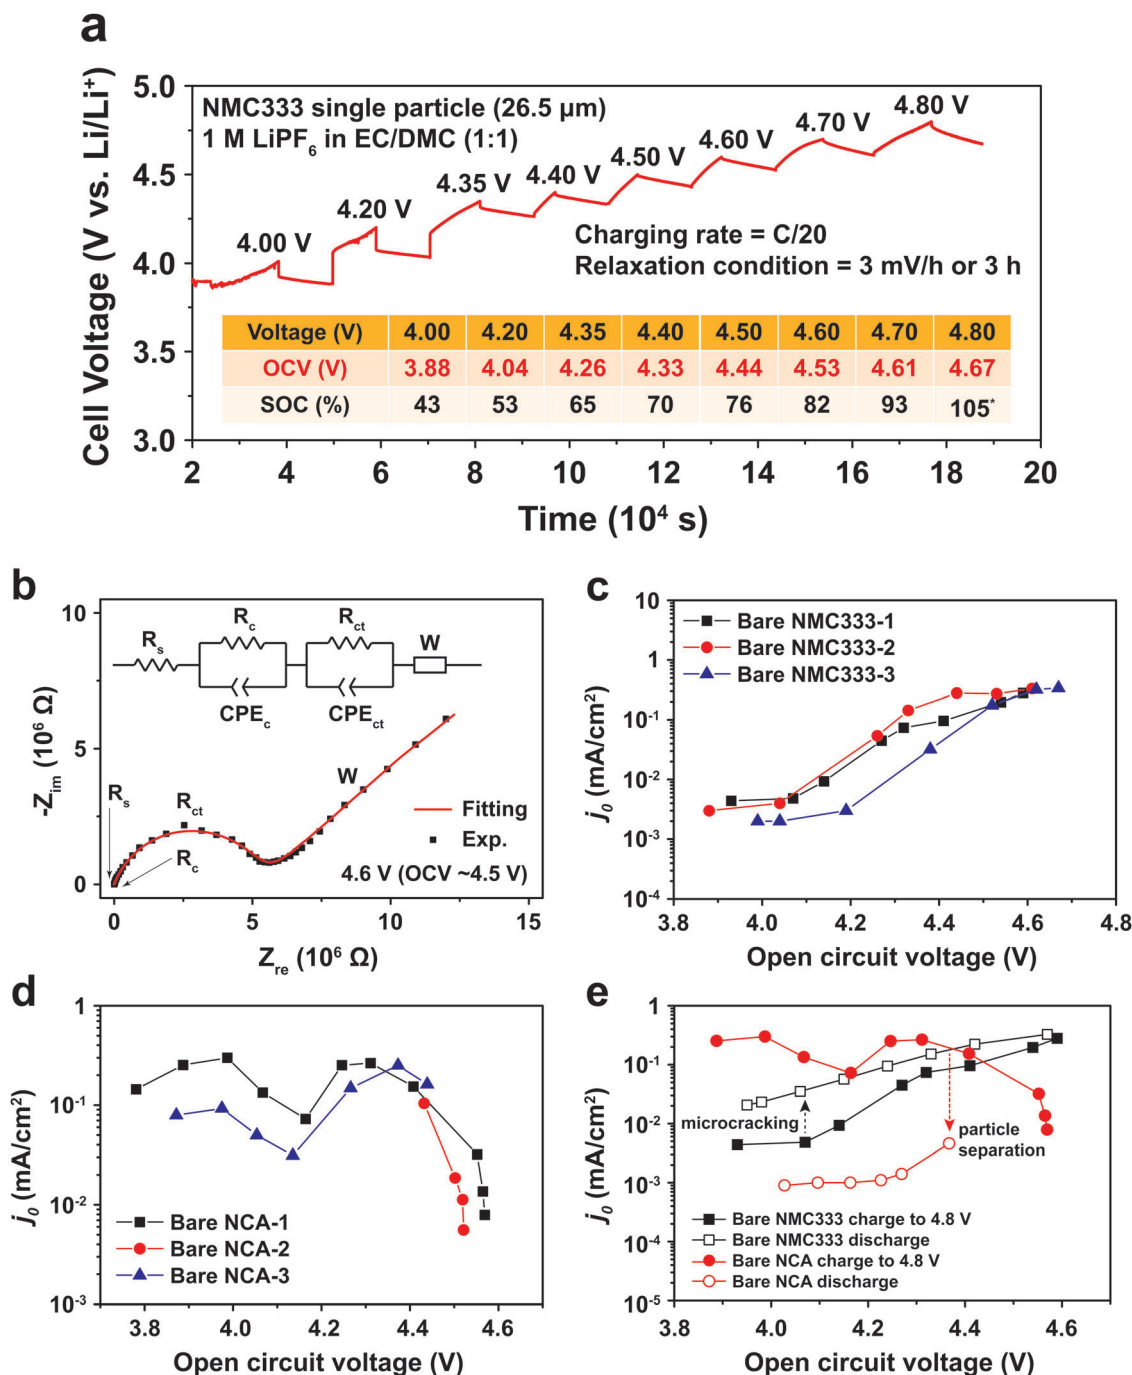 a
Cell Voltage (V vs. Li/Li⁺)
5.0
4.5
4.0
3.5
3.0
NMC333 single particle (26.5 μm)
1 M LiPF₆ in EC/DMC (1:1)
4.00 V
4.20 V
4.35 V
4.40 V
4.50 V
4.60 V
4.70 V
4.80 V
Charging rate = C/20
Relaxation condition = 3 mV/h or 3 h
Voltage (V) 4.00 4.20 4.35 4.40 4.50 4.60 4.70 4.80
OCV (V) 3.88 4.04 4.26 4.33 4.44 4.53 4.61 4.67
SOC (%) 43 53 65 70 76 82 93 105*
2 4 6 8 10 12 14 16 18 20
Time (10⁴ s)
b
-Z_im (10⁶ Ω)
10
5
0
R_s
R_c
R_ct
W
CPE_c
CPE_ct
R_s
R_ct
R_c
W
Fitting
Exp.
4.6 V (OCV ~4.5 V)
0 5 10 15
Z_re (10⁶ Ω)
c
j₀ (mA/cm²)
10
1
10⁻¹
10⁻²
10⁻³
10⁻⁴
Bare NMC333-1
Bare NMC333-2
Bare NMC333-3
3.8 4.0 4.2 4.4 4.6 4.8
Open circuit voltage (V)
d
j₀ (mA/cm²)
1
10⁻¹
10⁻²
10⁻³
Bare NCA-1
Bare NCA-2
Bare NCA-3
3.8 4.0 4.2 4.4 4.6
Open circuit voltage (V)
e
j₀ (mA/cm²)
1
10⁻¹
10⁻²
10⁻³
10⁻⁴
10⁻⁵
microcracking
particle
separation
Bare NMC333 charge to 4.8 V
Bare NMC333 discharge
Bare NCA charge to 4.8 V
Bare NCA discharge
3.8 4.0 4.2 4.4 4.6
Open circuit voltage (V)